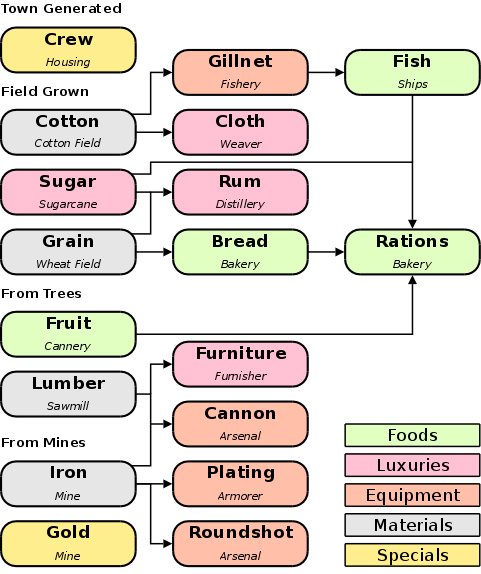 Town Generated
Crew
Housing
Gillnet
Fishery
Fish
Ships
Field Grown
Cotton
Cotton Field
Cloth
Weaver
Sugar
Sugarcane
Rum
Distillery
Grain
Wheat Field
Bread
Bakery
Rations
Bakery
From Trees
Fruit
Cannery
Furniture
Furnisher
Lumber
Sawmill
Cannon
Arsenal
From Mines
Iron
Mine
Plating
Armorer
Gold
Mine
Roundshot
Arsenal
Foods
Luxuries
Equipment
Materials
Specials